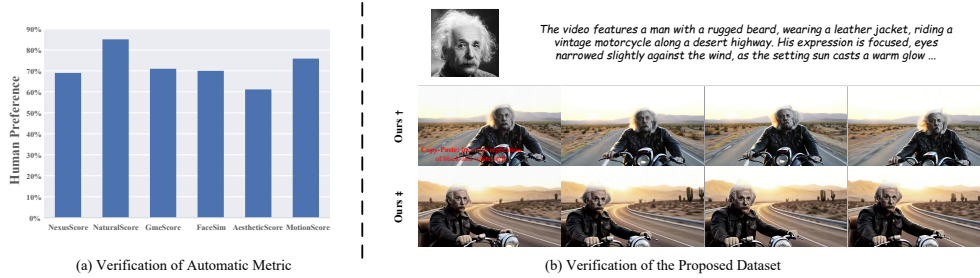 90%
80%
70%
60%
50%
40%
30%
20%
10%
0%
Human Preference
NexusScore NaturalScore GmeScore FaceSim AestheticScore MotionScore
(a) Verification of Automatic Metric
The video features a man with a rugged beard, wearing a leather jacket, riding a
vintage motorcycle along a desert highway. His expression is focused, eyes
narrowed slightly against the wind, as the setting sun casts a warm glow ...
Ours †
Ours ‡
(b) Verification of the Proposed Dataset